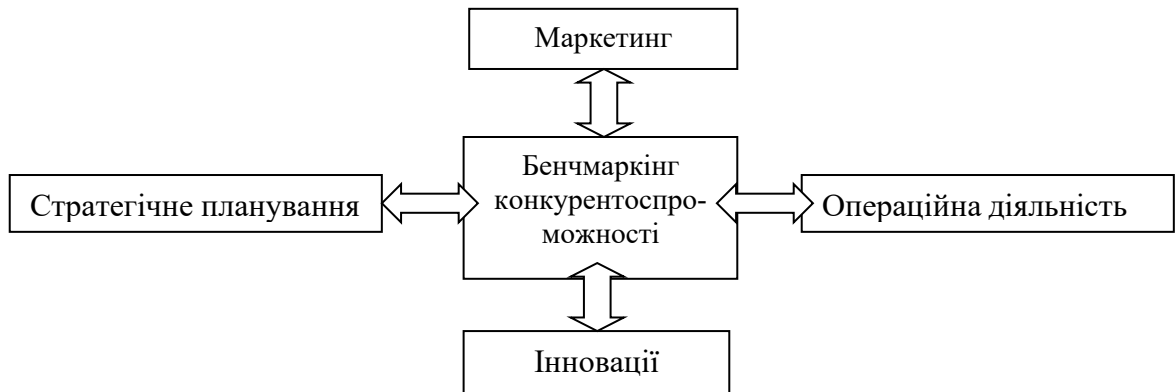 Маркетинг
Бенчмаркінг
конкурентоспро-
можності
Стратегічне планування
Операційна діяльність
Інновації